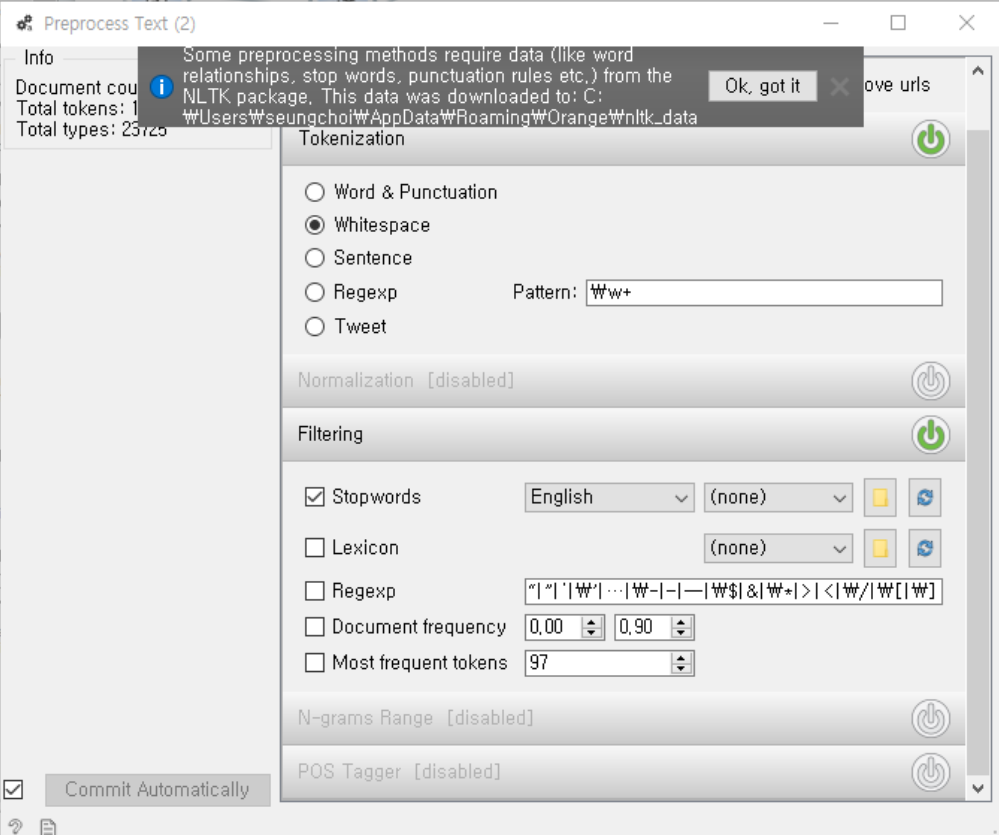 Preprocess Text (2)
Info
Document cou
Total tokens: 1
Total types: 23725
Some preprocessing methods require data (like word
relationships, stop words, punctuation rules etc.) from the
NLTK package. This data was downloaded to: C:
₩Users₩seungchoi₩AppData₩Roaming₩Orange₩nltk_data
Ok, got it
ove urls
Tokenization
Word & Punctuation
Whitespace
Sentence
Regexp Pattern: ₩w+
Tweet
Normalization [disabled]
Filtering
Stopwords English (none)
Lexicon (none)
Regexp
Document frequency 0,00 0,90
Most frequent tokens 97
N-grams Range [disabled]
POS Tagger [disabled]
Commit Automatically